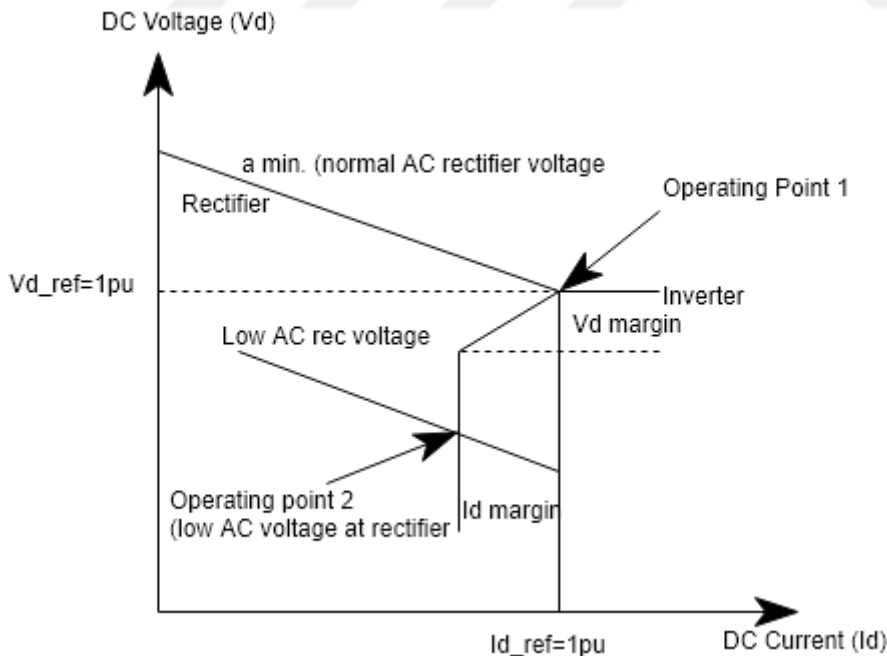 DC Voltage (Vd)
a min. (normal AC rectifier voltage
Rectifier
Operating Point 1
Vd_ref=1pu
Inverter
Vd margin
Low AC rec voltage
Operating point 2
(low AC voltage at rectifier
Id margin
Id_ref=1pu
DC Current (Id)